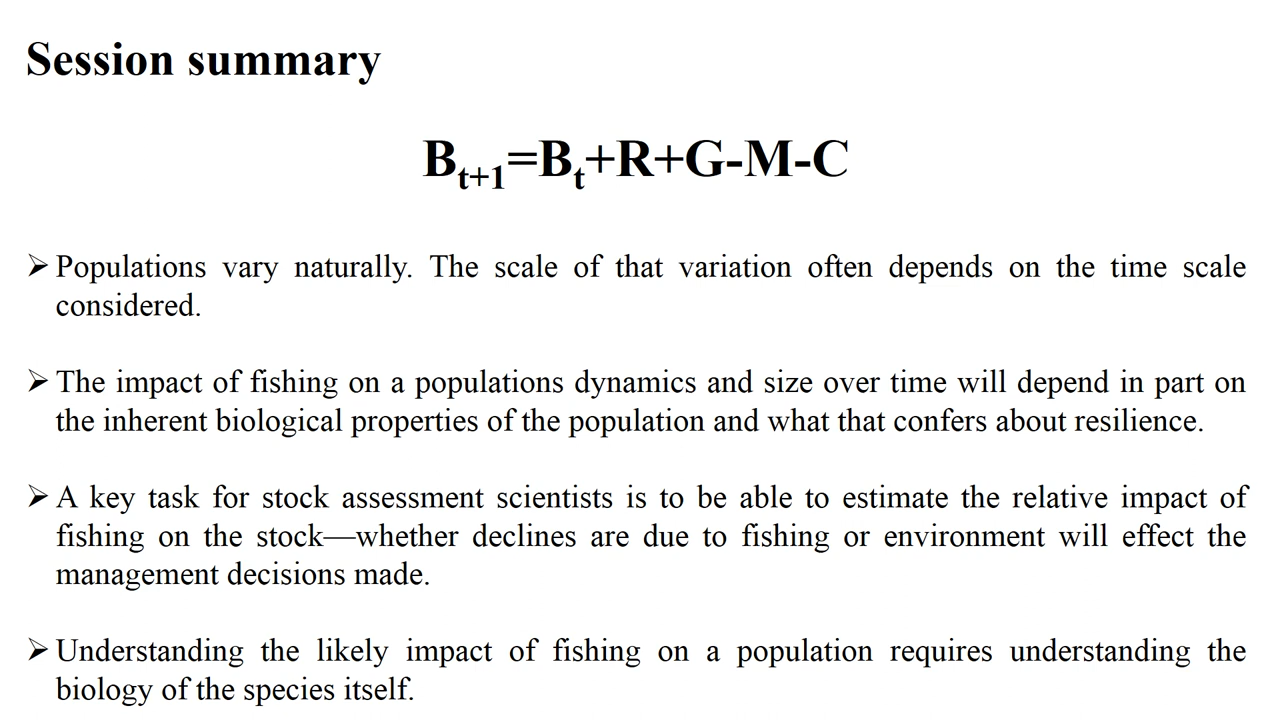 Session summary
Bt+1=Bt+R+G-M-C
➢ Populations vary naturally. The scale of that variation often depends on the time scale
considered.
➢ The impact of fishing on a populations dynamics and size over time will depend in part on
the inherent biological properties of the population and what that confers about resilience.
➢ A key task for stock assessment scientists is to be able to estimate the relative impact of
fishing on the stock—whether declines are due to fishing or environment will effect the
management decisions made.
➢ Understanding the likely impact of fishing on a population requires understanding the
biology of the species itself.